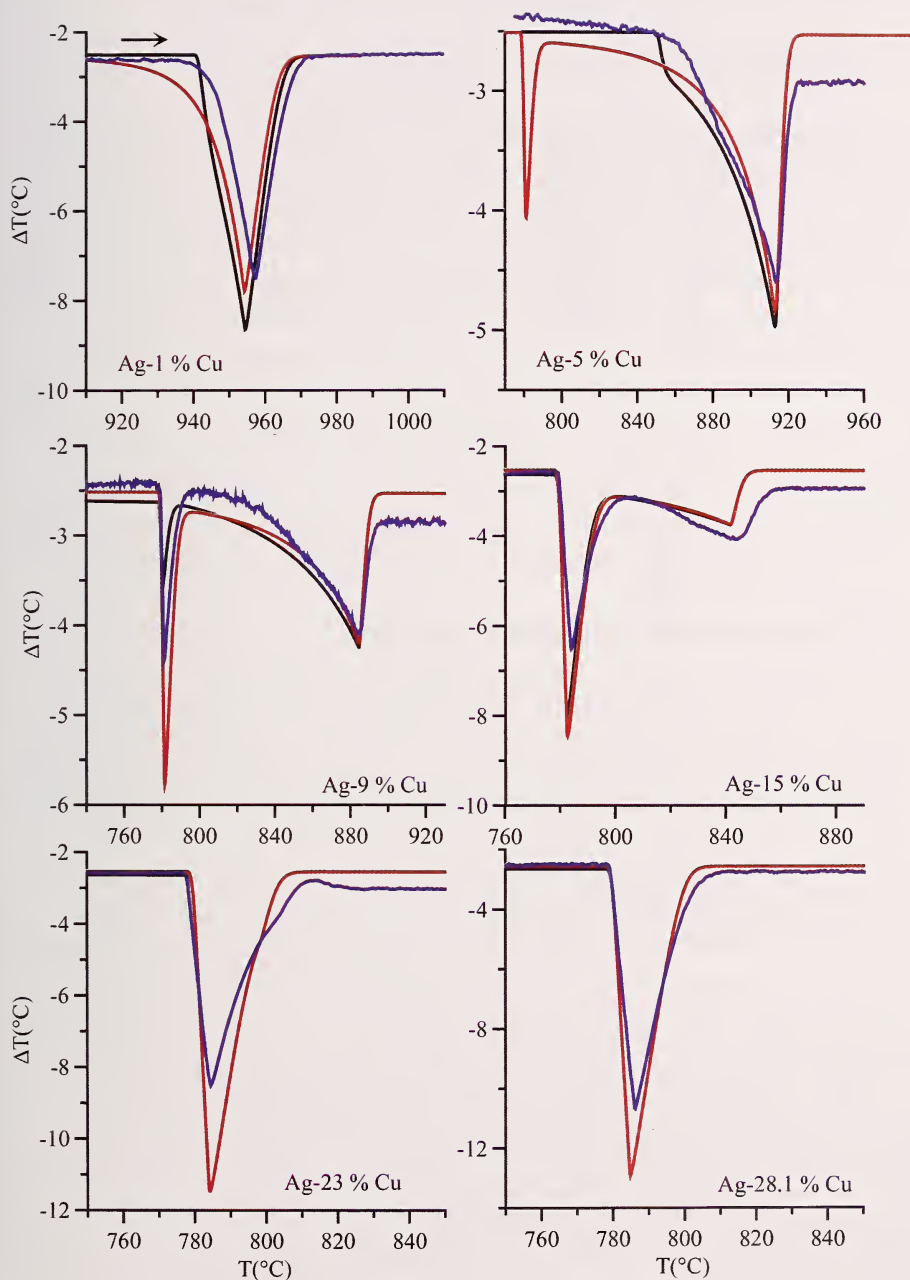 -2
-4
-6
-8
-10
ΔT(°C)
Ag-1 % Cu
920 940 960 980 1000
-3
-4
-5
Ag-5 % Cu
800 840 880 920 960
-2
-3
-4
-5
-6
ΔT(°C)
Ag-9 % Cu
760 800 840 880 920
-2
-4
-6
-8
-10
Ag-15 % Cu
760 800 840 880
-2
-4
-6
-8
-10
-12
ΔT(°C)
Ag-23 % Cu
760 780 800 820 840
T(°C)
-4
-8
-12
Ag-28.1 % Cu
760 780 800 820 840
T(°C)